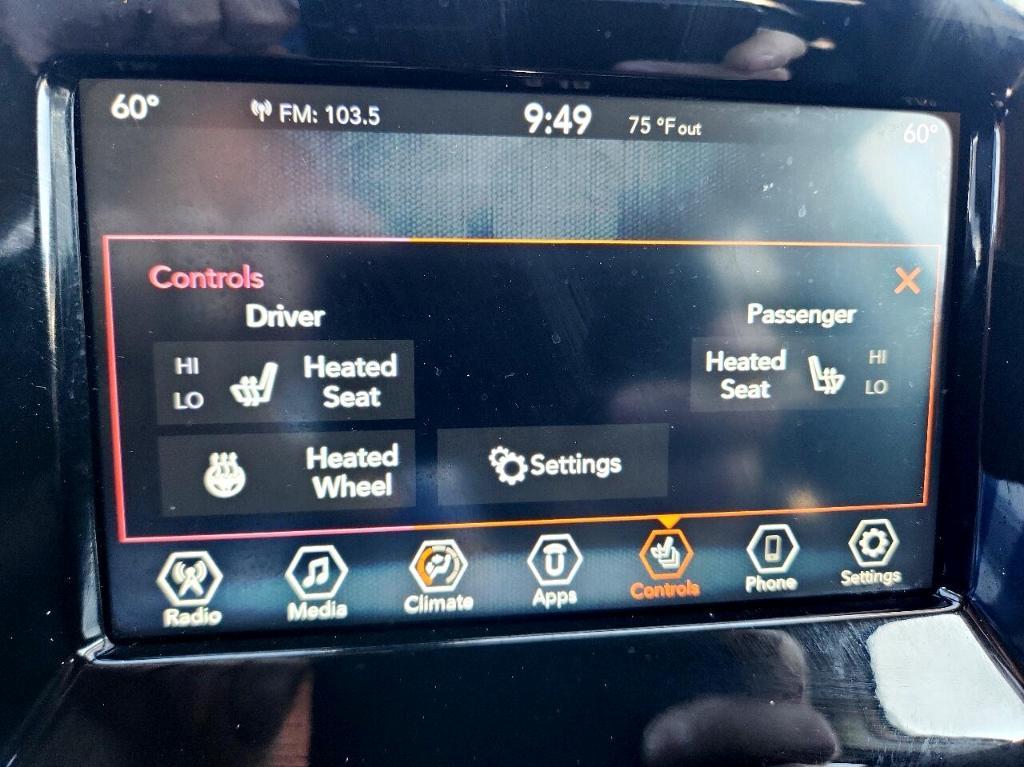 60°
FM: 103.5
9:49
75 °F out
60°
Controls
Driver
Passenger
HI
LO
Heated
Seat
Heated
Seat
HI
LO
Heated
Wheel
Settings
Radio
Media
Climate
Apps
Controls
Phone
Settings